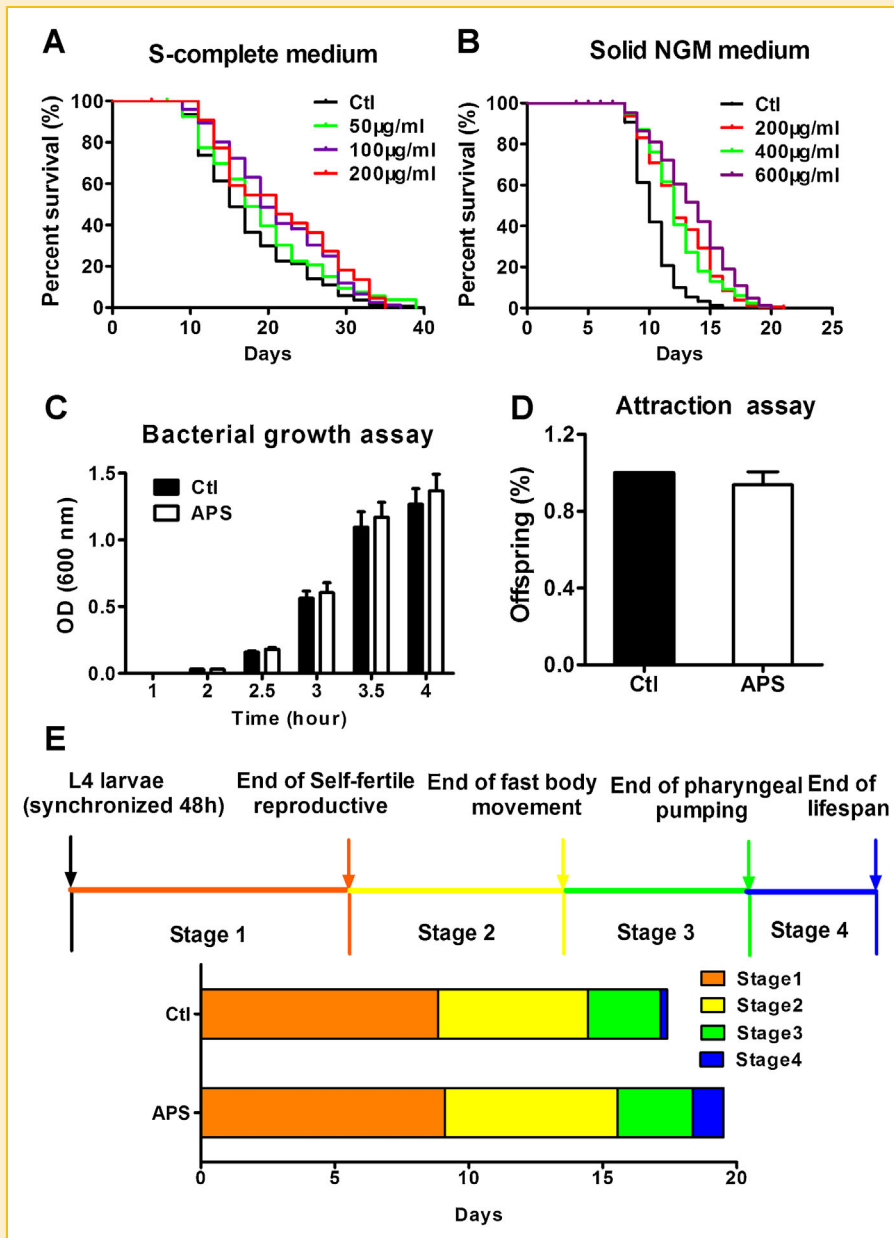 A
S-complete medium
Percent survival (%)
100
80
60
40
20
0
0
10
20
30
40
Days
Ctl
50µg/ml
100µg/ml
200µg/ml
B
Solid NGM medium
Percent survival (%)
100
80
60
40
20
0
0
5
10
15
20
25
Days
Ctl
200µg/ml
400µg/ml
600µg/ml
C
Bacterial growth assay
OD (600 nm)
1.5
1.0
0.5
0.0
1
2
2.5
3
3.5
4
Time (hour)
Ctl
APS
D
Attraction assay
Offspring (%)
1.2
0.8
0.4
0.0
Ctl
APS
E
L4 larvae
(synchronized 48h)
End of Self-fertile
reproductive
End of fast body
movement
End of pharyngeal
pumping
End of
lifespan
Stage 1
Stage 2
Stage 3
Stage 4
Ctl
APS
Stage1
Stage2
Stage3
Stage4
0
5
10
15
20
Days